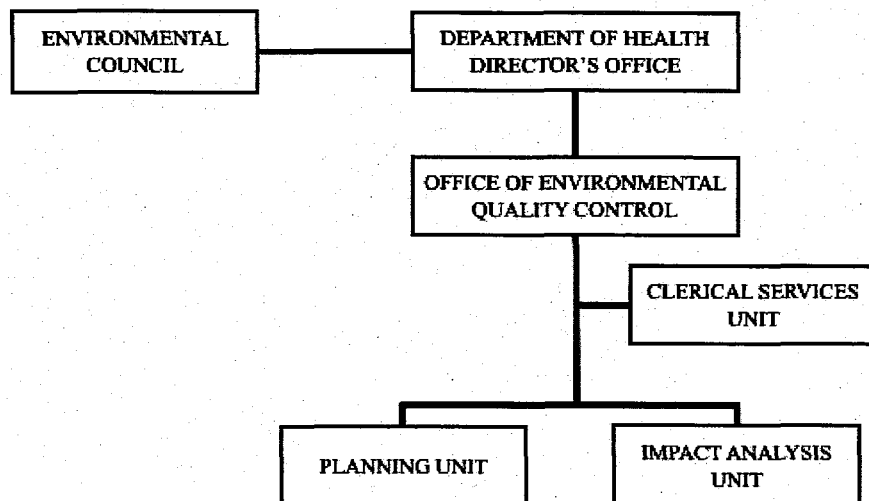 ENVIRONMENTAL
COUNCIL
DEPARTMENT OF HEALTH
DIRECTOR'S OFFICE
OFFICE OF ENVIRONMENTAL
QUALITY CONTROL
CLERICAL SERVICES
UNIT
PLANNING UNIT
IMPACT ANALYSIS
UNIT